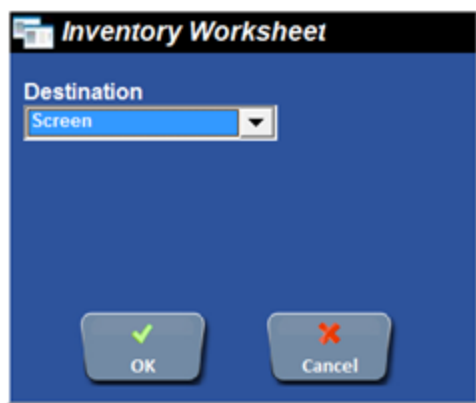 Inventory Worksheet
Destination
Screen
OK
Cancel